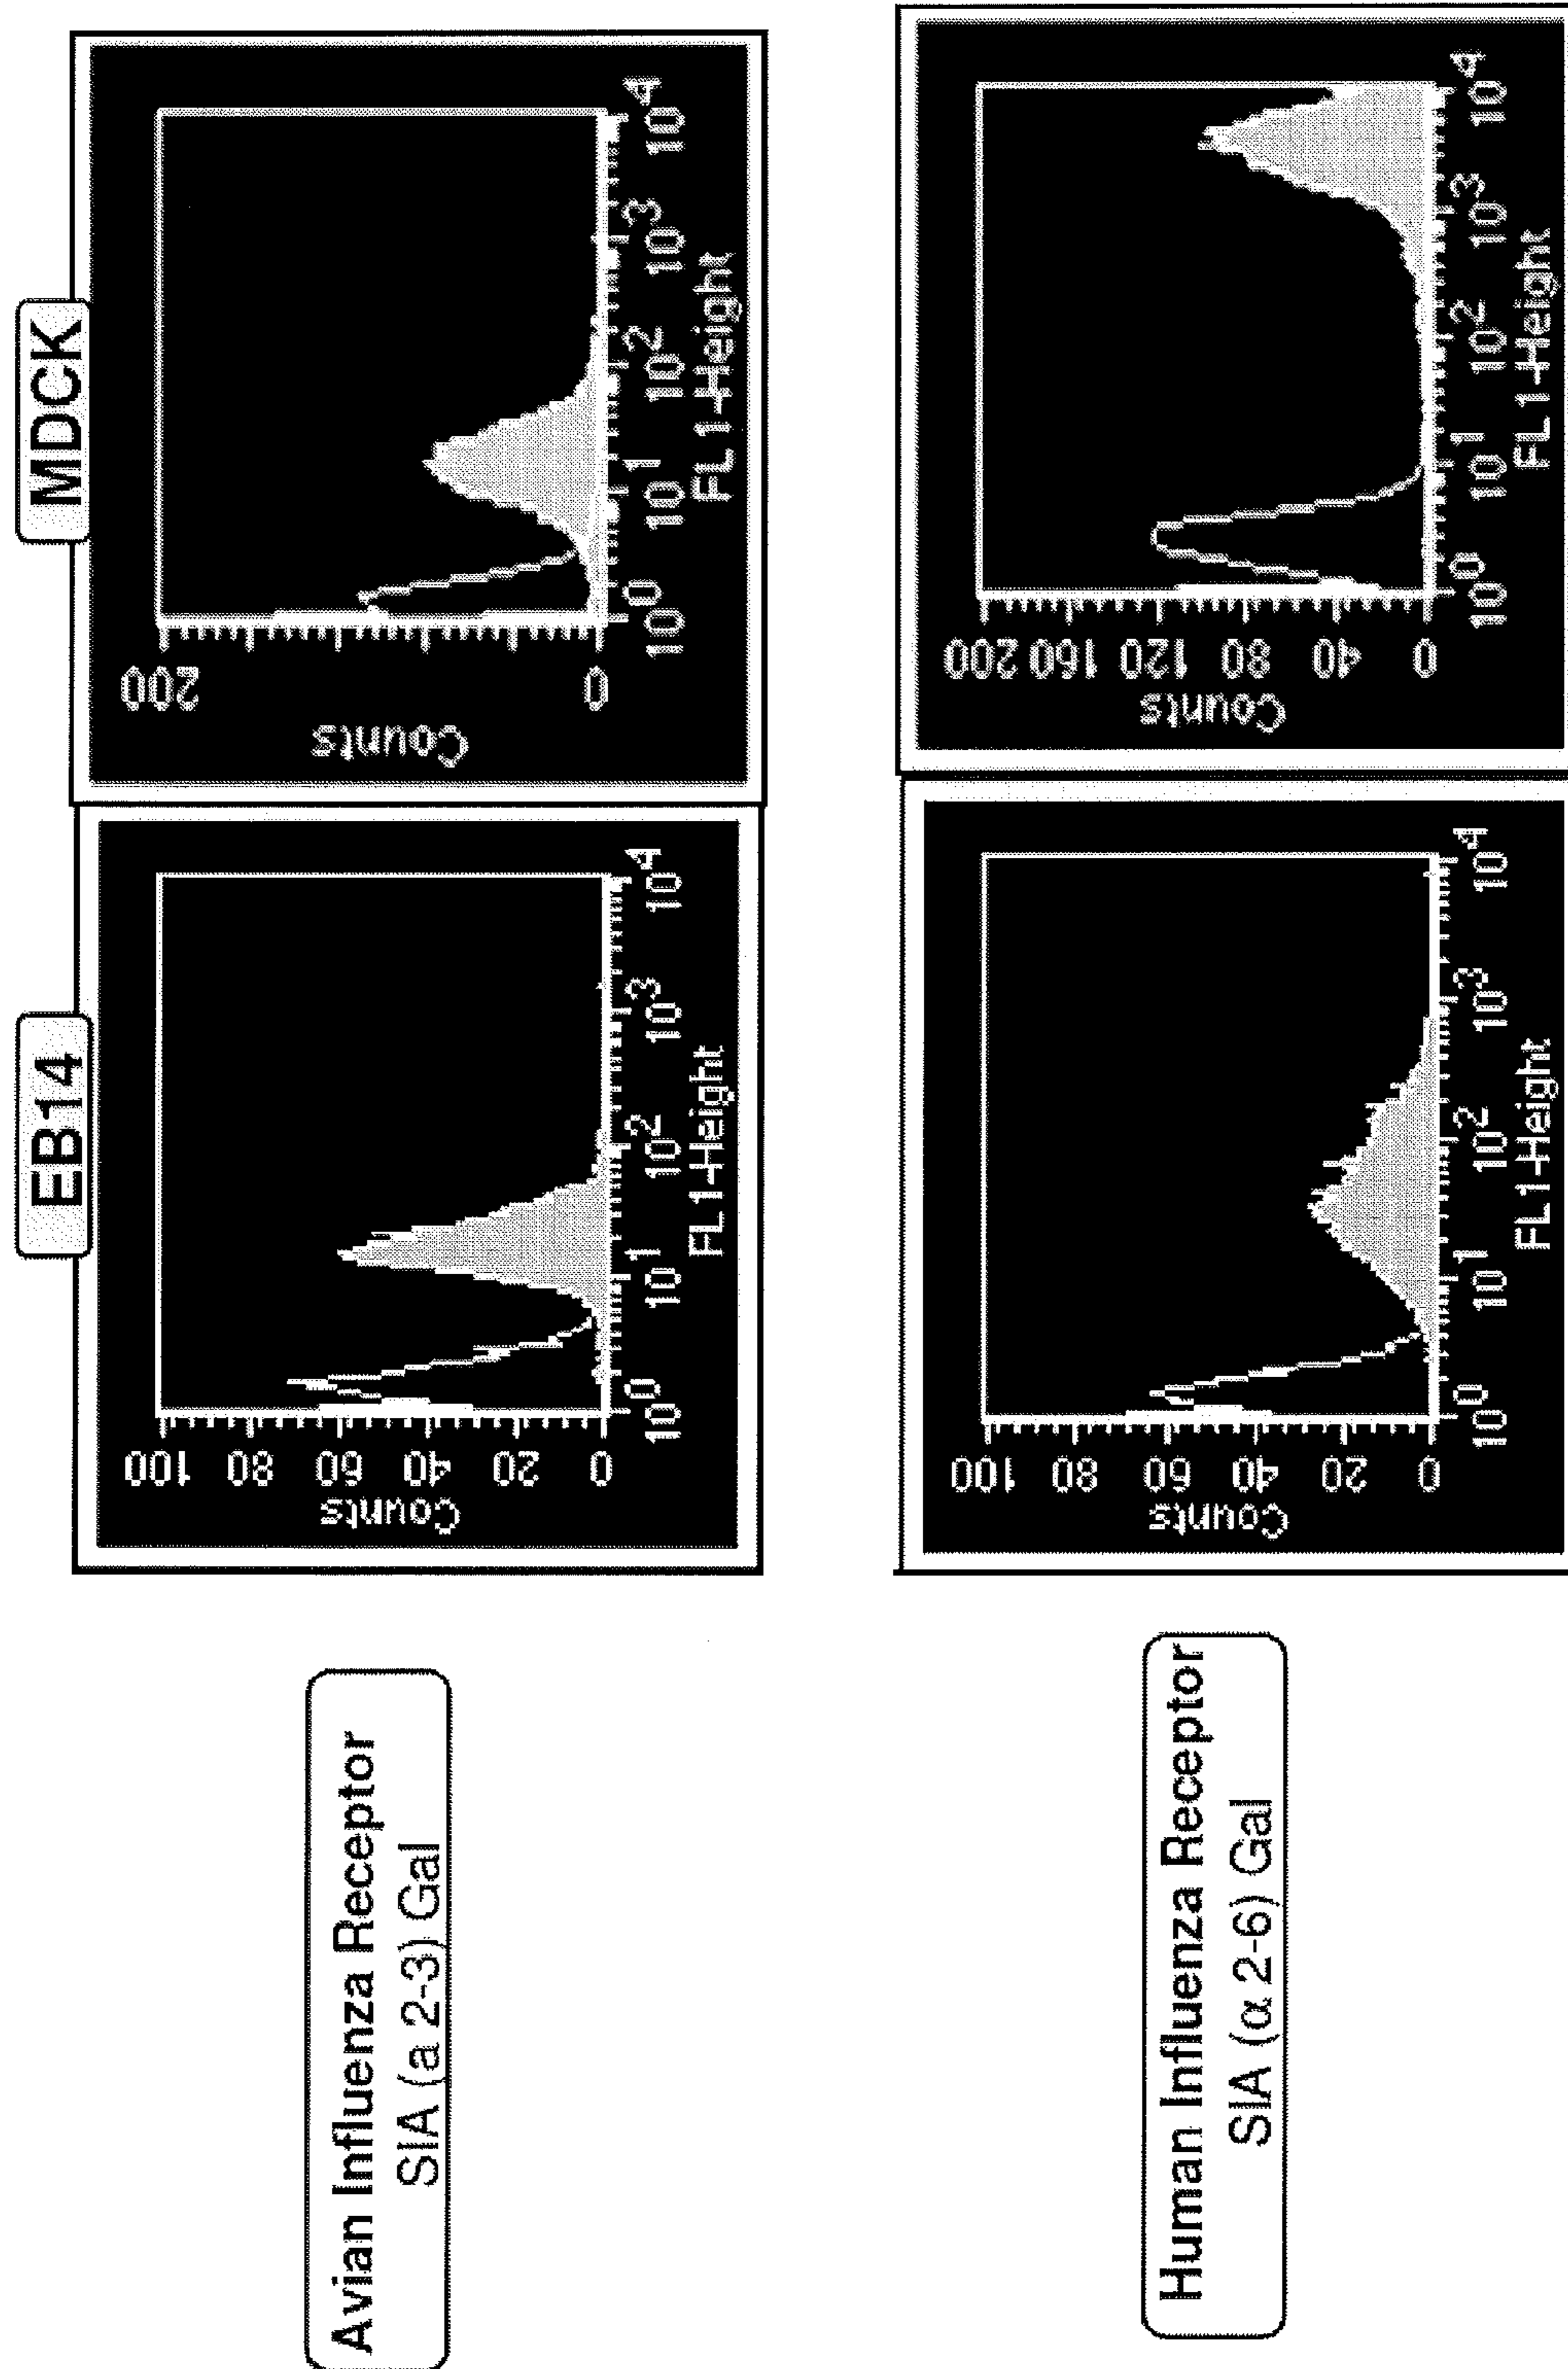 EB14
MDCK
Avian Influenza Receptor
SIA (a 2-3) Gal
Counts
100
80
60
40
20
0
10⁰ 10¹ 10² 10³ 10⁴
FL1-Height
Counts
200
0
10⁰ 10¹ 10² 10³ 10⁴
FL1-Height
Human Influenza Receptor
SIA (α 2-6) Gal
Counts
100
80
60
40
20
0
10⁰ 10¹ 10² 10³ 10⁴
FL1-Height
Counts
200
160
120
80
40
0
10⁰ 10¹ 10² 10³ 10⁴
FL1-Height